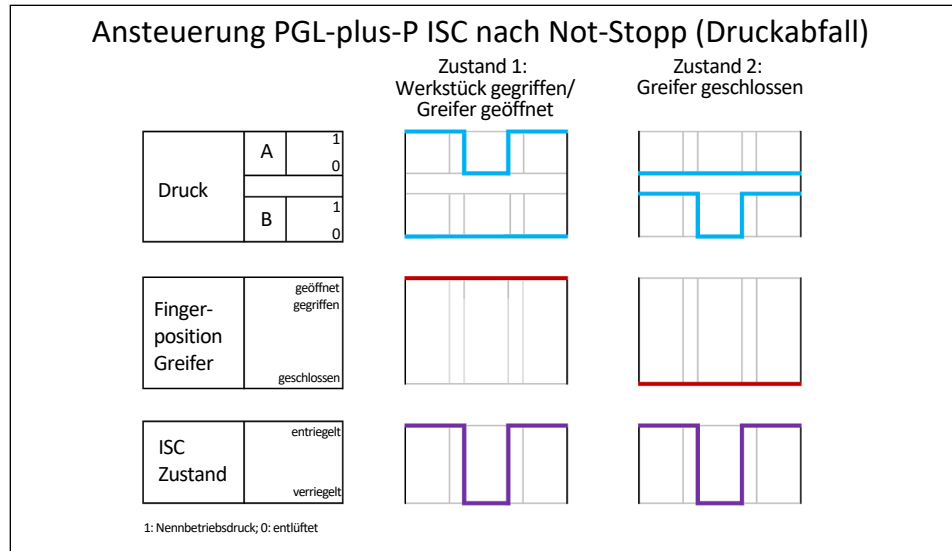 Ansteuerung PGL-plus-P ISC nach Not-Stopp (Druckabfall)
Zustand 1:
Werkstück gegriffen/
Greifer geöffnet
Zustand 2:
Greifer geschlossen
Druck
A
1
0
B
1
0
Finger-
position
Greifer
geöffnet
gegriffen
geschlossen
ISC
Zustand
entriegelt
verriegelt
1: Nennbetriebsdruck; 0: entlüftet